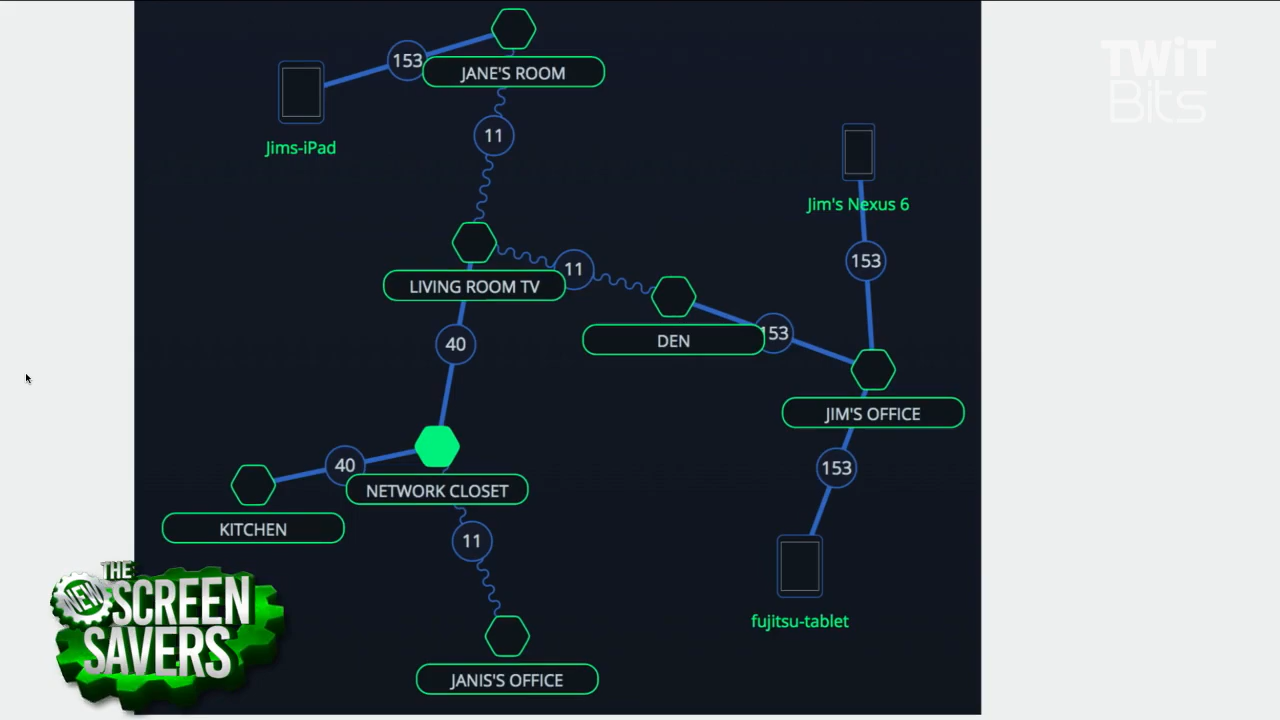 TWiT
Bits
153
JANE'S ROOM
Jims-iPad
11
Jim's Nexus 6
153
LIVING ROOM TV
11
DEN
153
40
JIM'S OFFICE
153
40
NETWORK CLOSET
KITCHEN
11
fujitsu-tablet
JANIS'S OFFICE
THE
NEW
SCREEN
SAVERS